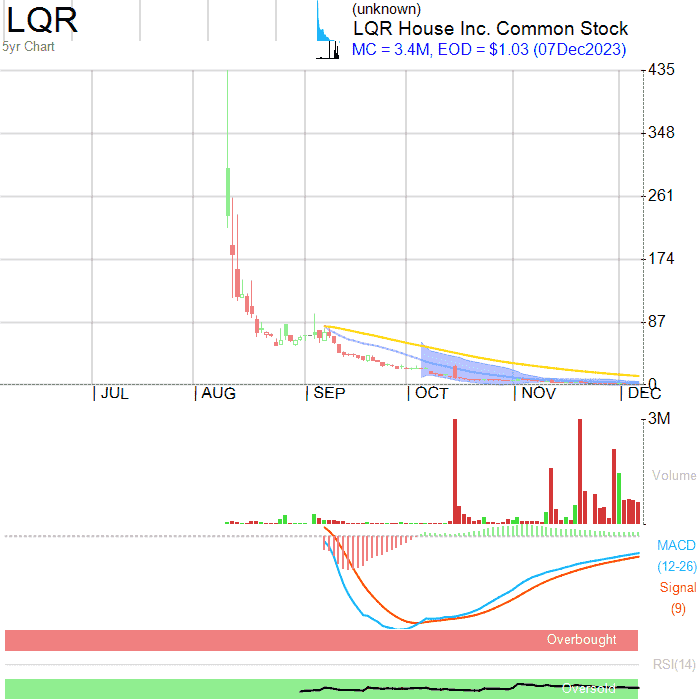 LQR
5yr Chart
(unknown)
LQR House Inc. Common Stock
MC = 3.4M, EOD = $1.03 (07Dec2023)
435
348
261
174
87
0
JUL
AUG
SEP
OCT
NOV
DEC
3M
Volume
MACD
(12-26)
Signal
(9)
Overbought
RSI(14)
Oversold